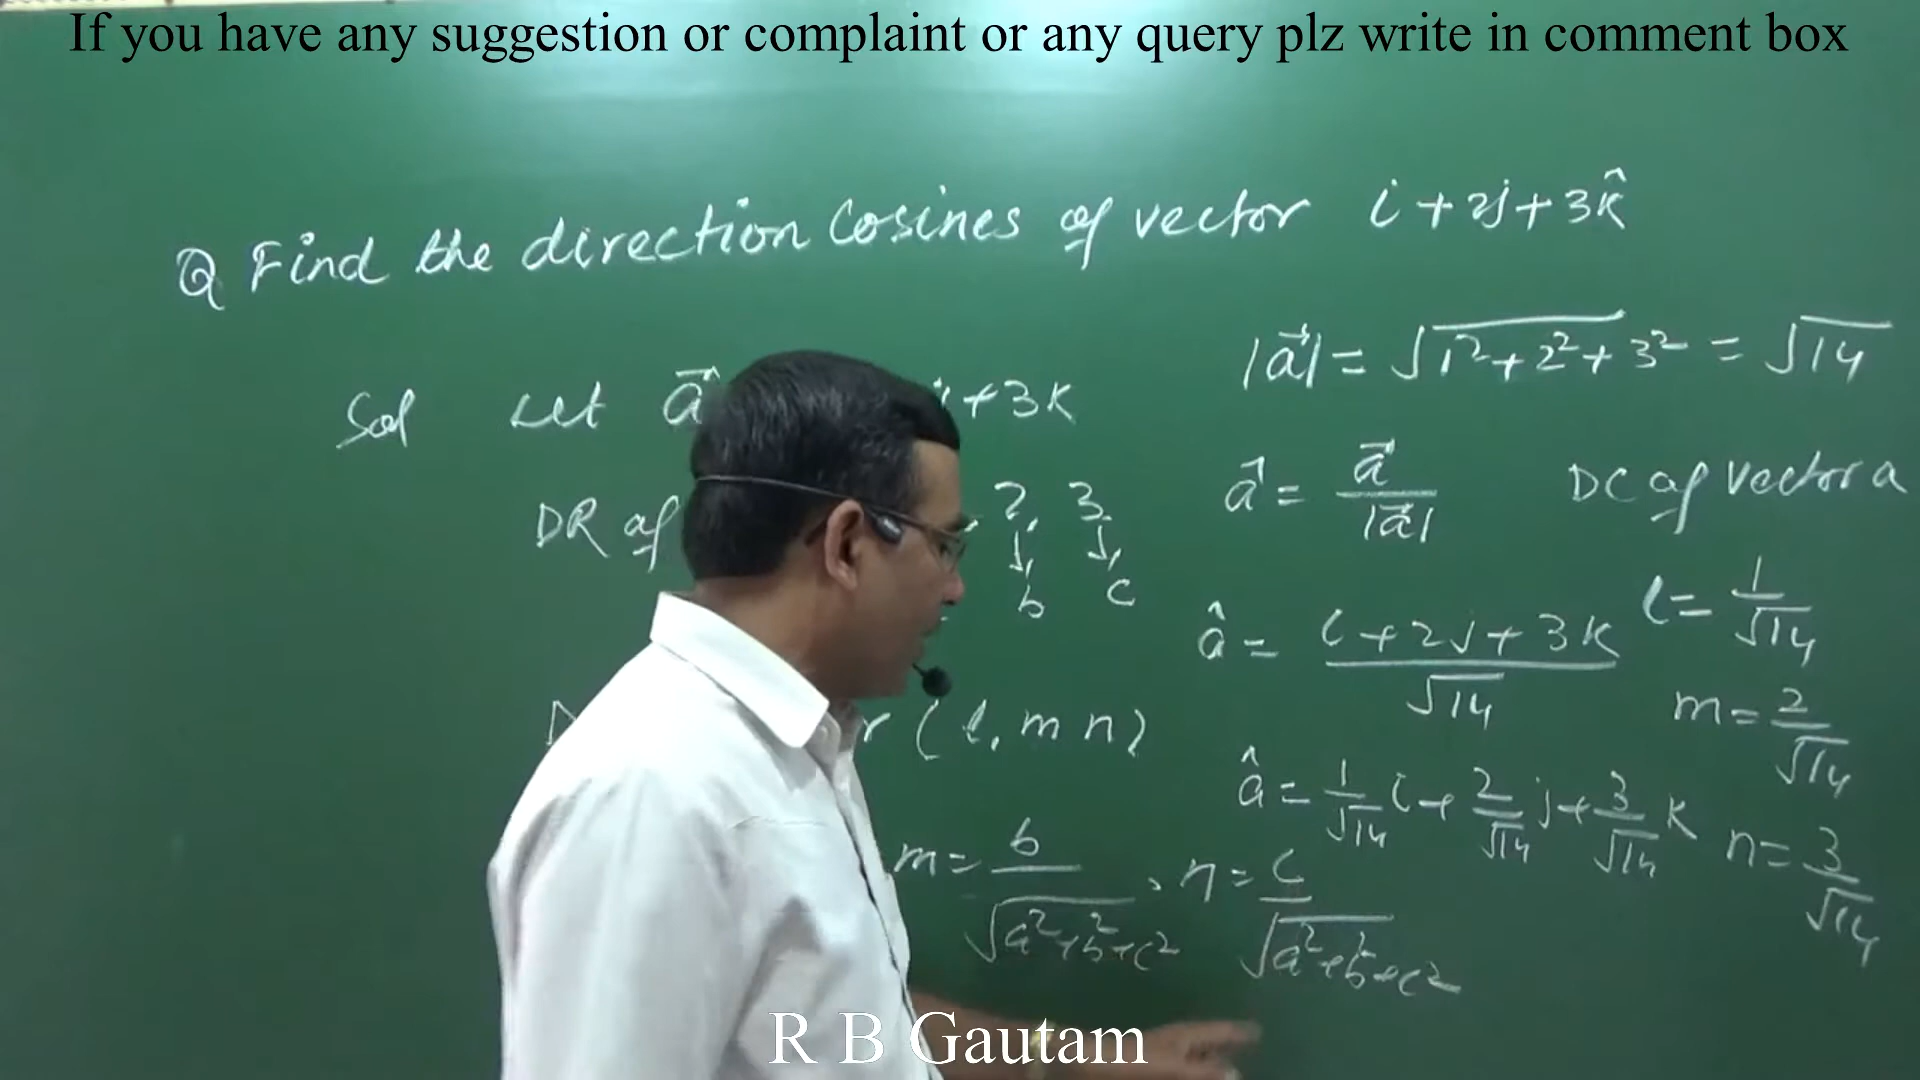 If you have any suggestion or complaint or any query plz write in comment box
Q Find the direction Cosines of vector i + 2j + 3k̂
Sol Let a⃗ + 3k
DR of , 2, 3
b c
(l, m n)
m = b/√(a²+b²+c²) , n = c/√(a²+b²+c²)
|a⃗| = √(1²+2²+3²) = √14
a⃗ = a⃗/|a⃗|
â = (i + 2j + 3k)/√14
â = 1/√14 i + 2/√14 j + 3/√14 k
DC of vector a
l = 1/√14
m = 2/√14
n = 3/√14
R B Gautam